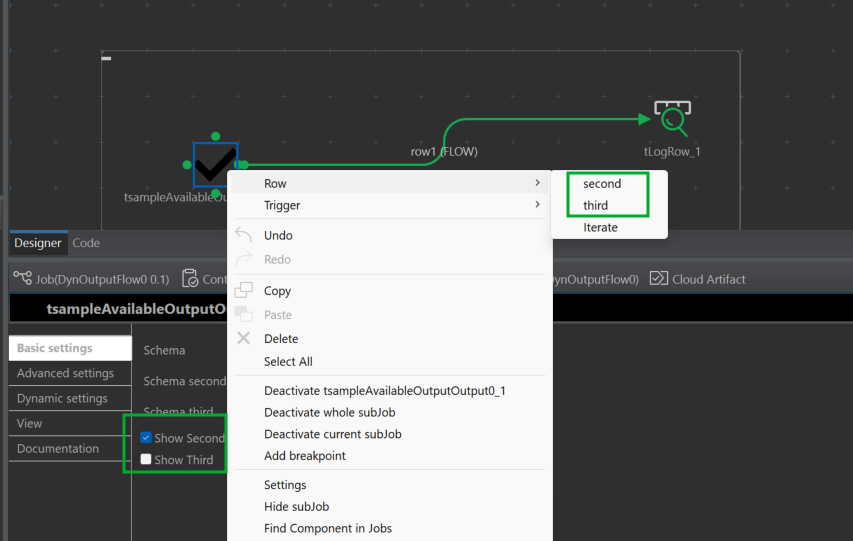 row1 (FLOW)
tLogRow_1
tsampleAvailableOu
Row
second
Trigger
third
Iterate
Undo
Redo
Designer
Code
Job(DynOutputFlow0 0.1)
Cont
ynOutputFlow0)
Cloud Artifact
Copy
Paste
tsampleAvailableOutputO
Delete
Select All
Basic settings
Advanced settings
Dynamic settings
View
Documentation
Schema
Schema second
Schema third
Show Second
Show Third
Deactivate tsampleAvailableOutputOutput0_1
Deactivate whole subJob
Deactivate current subJob
Add breakpoint
Settings
Hide subJob
Find Component in Jobs